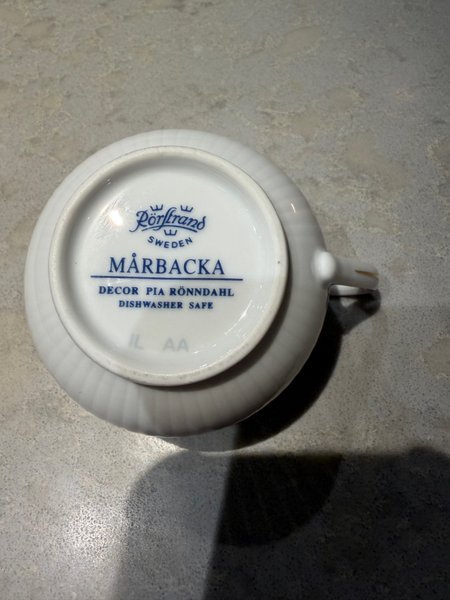 Rörstrand
SWEDEN
MÅRBACKA
DECOR PIA RÖNNDAHL
DISHWASHER SAFE
IL AA